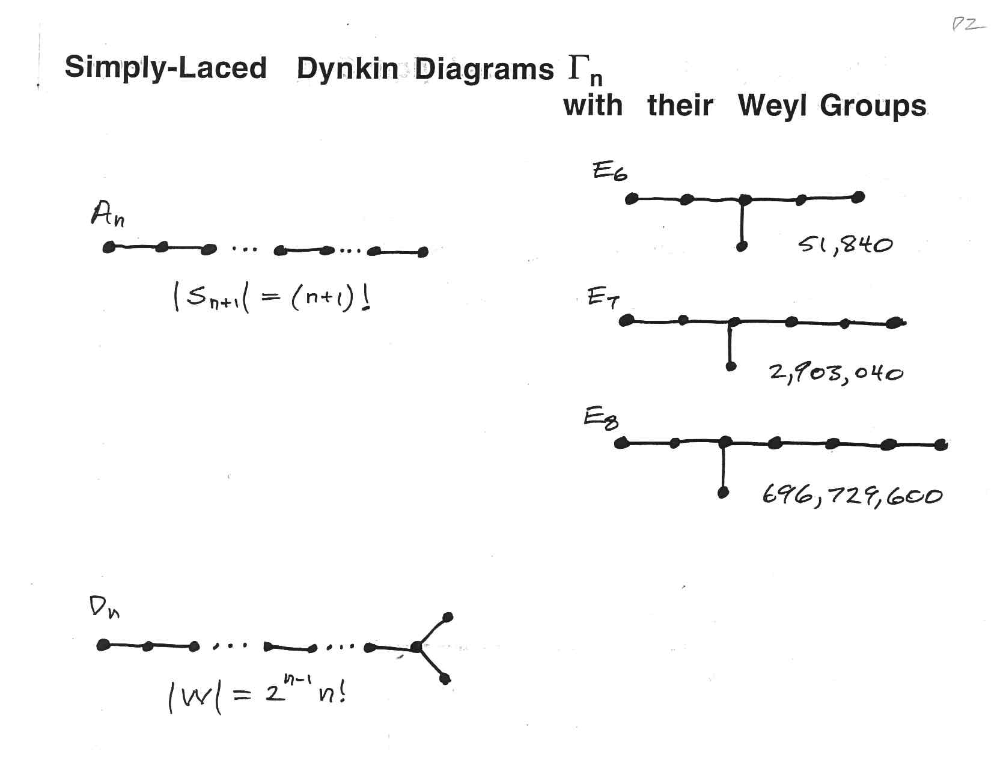 D2
Simply-Laced Dynkin Diagrams Γn
with their Weyl Groups
An
|Sn+1| = (n+1)!
E6
51,840
E7
2,903,040
E8
696,729,600
Dn
|W| = 2^{n-1} n!